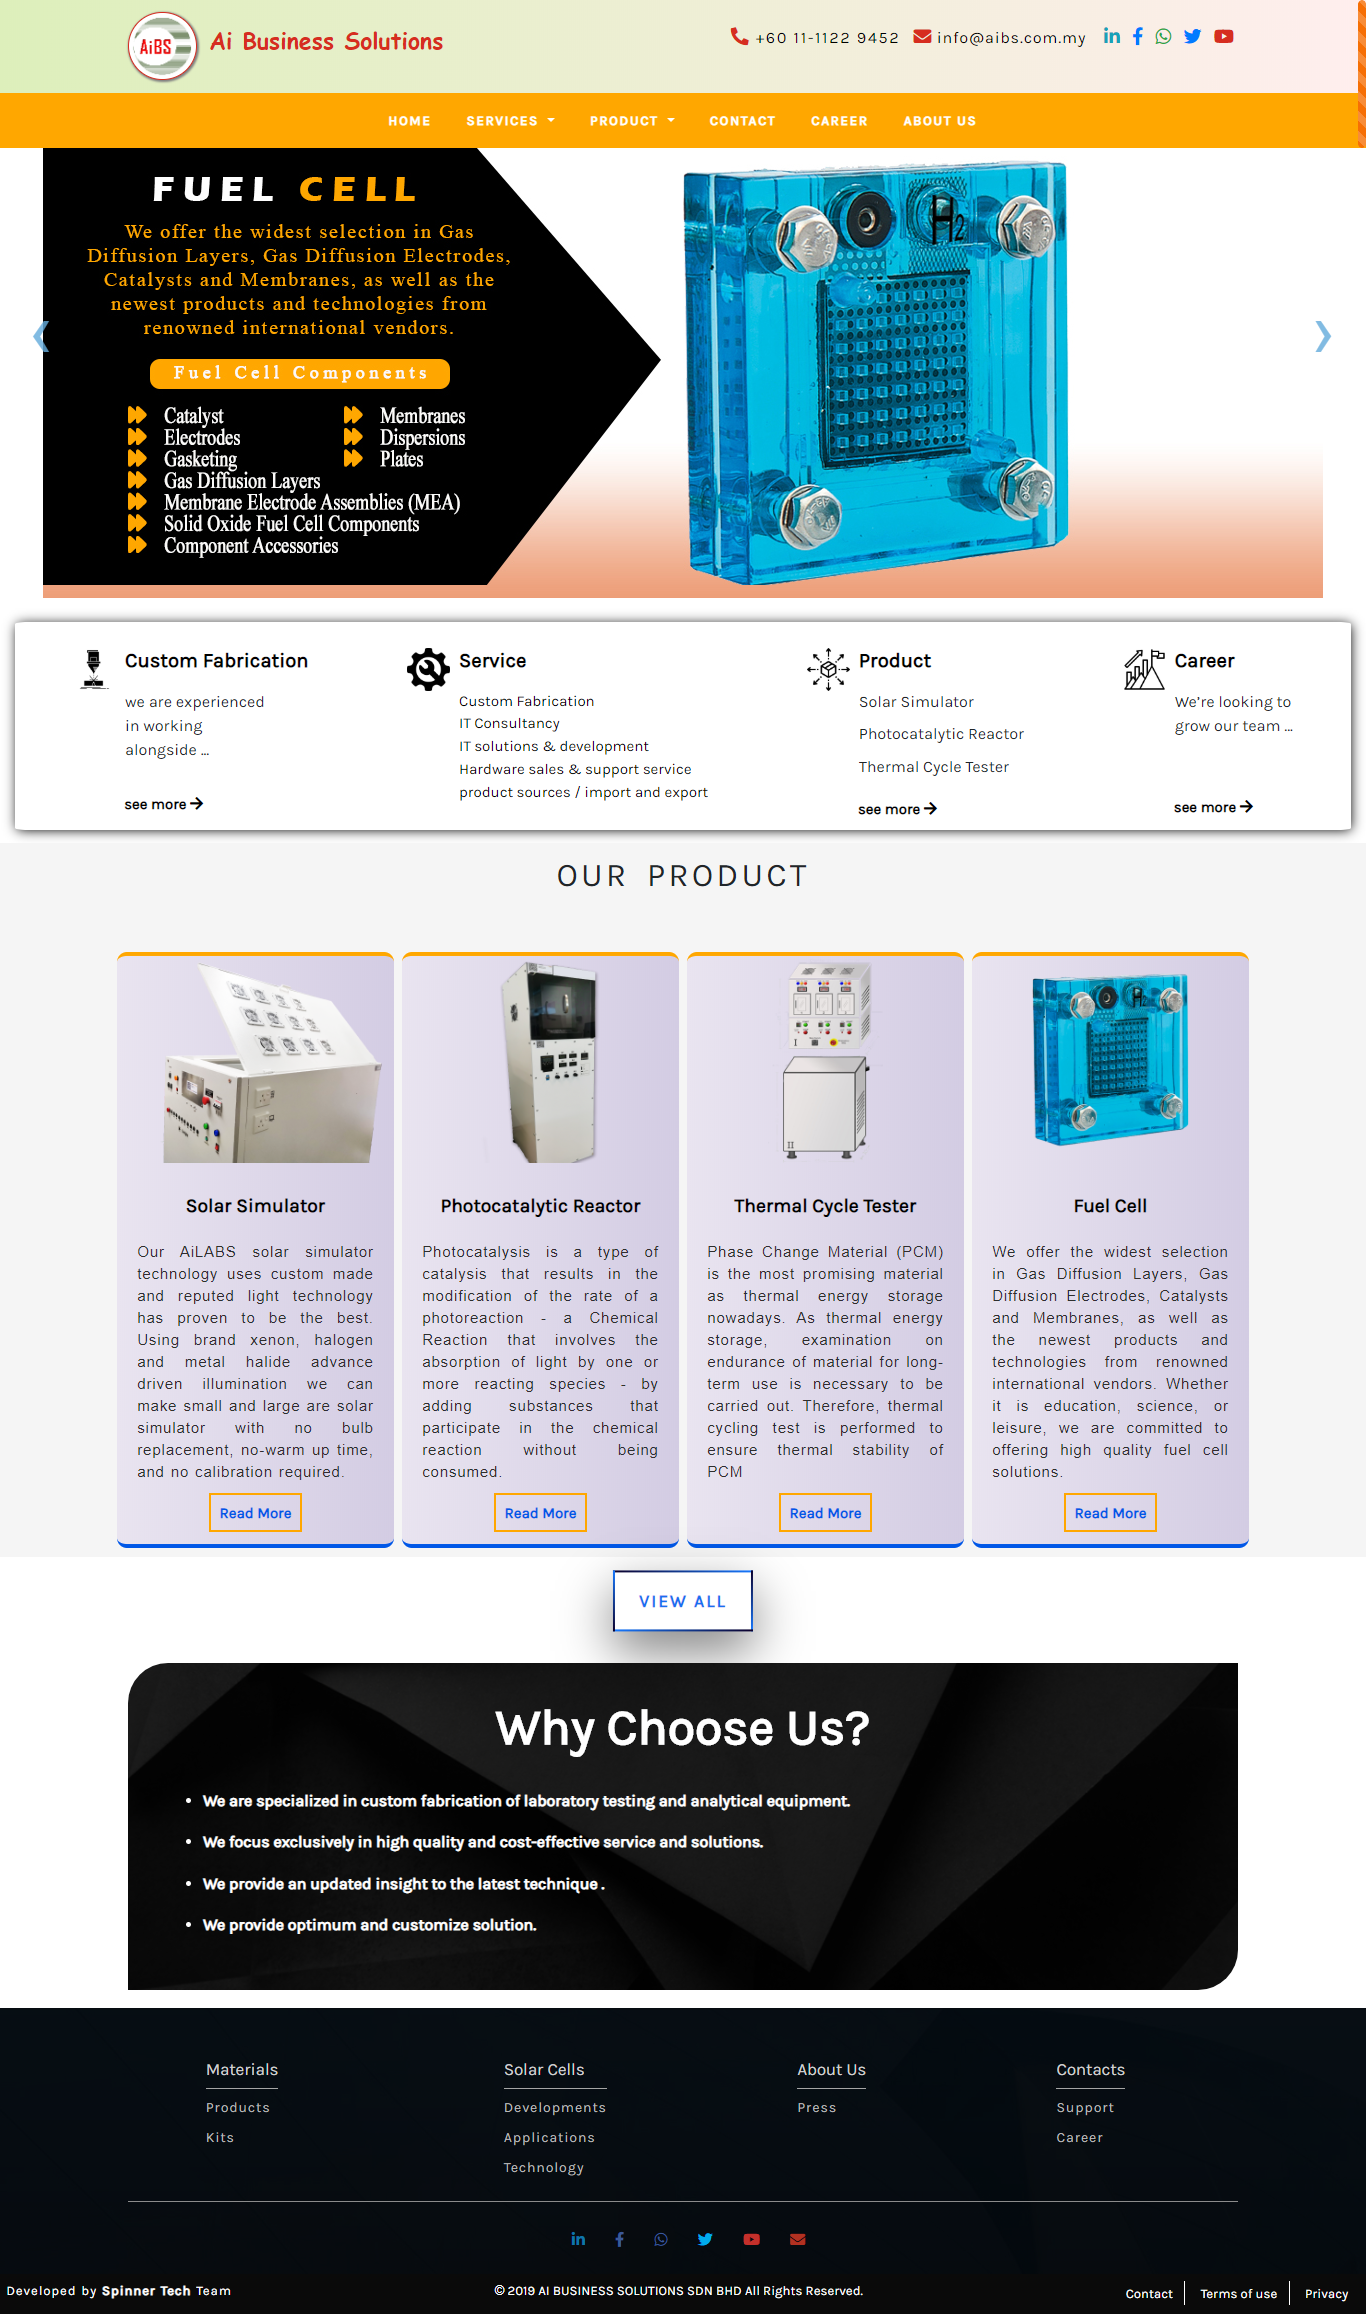 AiBS
Ai Business Solutions
+60 11-1122 9452
info@aibs.com.my
HOME
SERVICES
PRODUCT
CONTACT
CAREER
ABOUT US
FUEL CELL
We offer the widest selection in Gas
Diffusion Layers, Gas Diffusion Electrodes,
Catalysts and Membranes, as well as the
newest products and technologies from
renowned international vendors.
Fuel Cell Components
Catalyst
Electrodes
Gasketing
Gas Diffusion Layers
Membrane Electrode Assemblies (MEA)
Solid Oxide Fuel Cell Components
Component Accessories
Membranes
Dispersions
Plates
H2
Custom Fabrication
we are experienced
in working
alongside ...
see more
Service
Custom Fabrication
IT Consultancy
IT solutions & development
Hardware sales & support service
product sources / import and export
Product
Solar Simulator
Photocatalytic Reactor
Thermal Cycle Tester
see more
Career
We're looking to
grow our team ...
see more
OUR PRODUCT
Solar Simulator
Our AiLABS solar simulator
technology uses custom made
and reputed light technology
has proven to be the best.
Using brand xenon, halogen
and metal halide advance
driven illumination we can
make small and large are solar
simulator with no bulb
replacement, no-warm up time,
and no calibration required.
Read More
Photocatalytic Reactor
Photocatalysis is a type of
catalysis that results in the
modification of the rate of a
photoreaction - a Chemical
Reaction that involves the
absorption of light by one or
more reacting species - by
adding substances that
participate in the chemical
reaction without being
consumed.
Read More
I
II
Thermal Cycle Tester
Phase Change Material (PCM)
is the most promising material
as thermal energy storage
nowadays. As thermal energy
storage, examination on
endurance of material for long-
term use is necessary to be
carried out. Therefore, thermal
cycling test is performed to
ensure thermal stability of
PCM
Read More
Fuel Cell
We offer the widest selection
in Gas Diffusion Layers, Gas
Diffusion Electrodes, Catalysts
and Membranes, as well as
the newest products and
technologies from renowned
international vendors. Whether
it is education, science, or
leisure, we are committed to
offering high quality fuel cell
solutions.
Read More
VIEW ALL
Why Choose Us?
• We are specialized in custom fabrication of laboratory testing and analytical equipment.
• We focus exclusively in high quality and cost-effective service and solutions.
• We provide an updated insight to the latest technique .
• We provide optimum and customize solution.
Materials
Products
Kits
Solar Cells
Developments
Applications
Technology
About Us
Press
Contacts
Support
Career
Developed by Spinner Tech Team
© 2019 AI BUSINESS SOLUTIONS SDN BHD All Rights Reserved.
Contact
Terms of use
Privacy